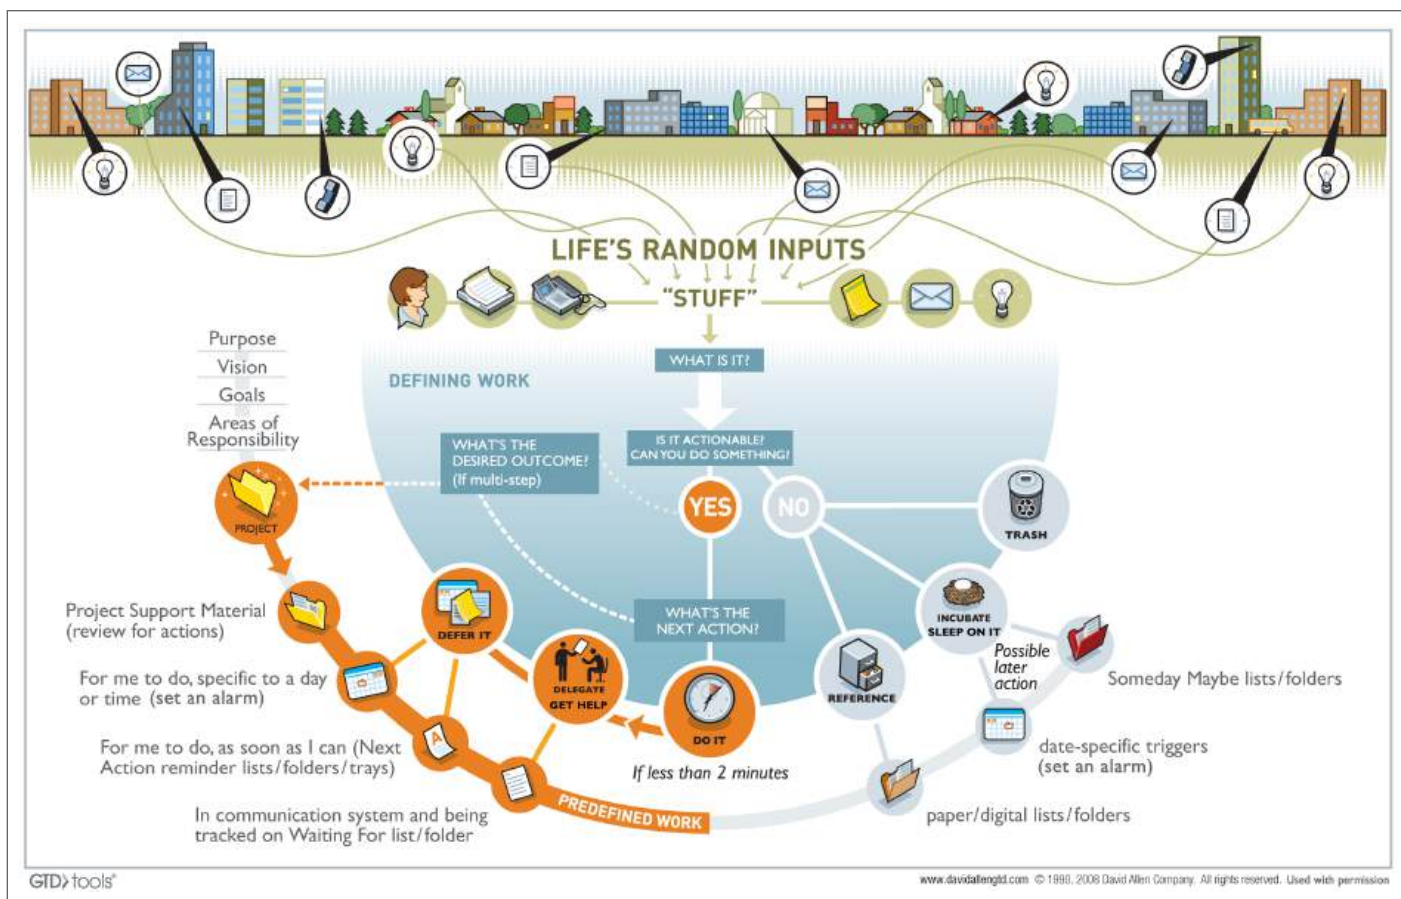 LIFE'S RANDOM INPUTS
"STUFF"
WHAT IS IT?
DEFINING WORK
Purpose
Vision
Goals
Areas of
Responsibility
IS IT ACTIONABLE?
CAN YOU DO SOMETHING?
WHAT'S THE
DESIRED OUTCOME?
(If multi-step)
YES
NO
PROJECT
TRASH
WHAT'S THE
NEXT ACTION?
DEFER IT
DELEGATE
GET HELP
DO IT
If less than 2 minutes
REFERENCE
INCUBATE
SLEEP ON IT
Possible
later
action
Project Support Material
(review for actions)
For me to do, specific to a day
or time (set an alarm)
A
For me to do, as soon as I can (Next
Action reminder lists/folders/trays)
In communication system and being
tracked on Waiting For list/folder
PREDEFINED WORK
Someday Maybe lists/folders
date-specific triggers
(set an alarm)
paper/digital lists/folders
GTD tools®
www.davidallengtd.com © 1998, 2008 David Allen Company. All rights reserved. Used with permission